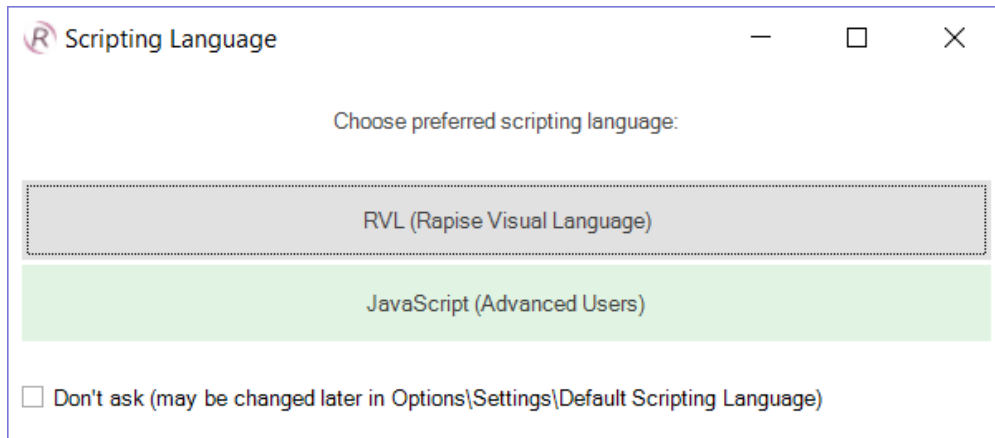 Scripting Language
Choose preferred scripting language:
RVL (Rapise Visual Language)
JavaScript (Advanced Users)
Don't ask (may be changed later in Options\Settings\Default Scripting Language)